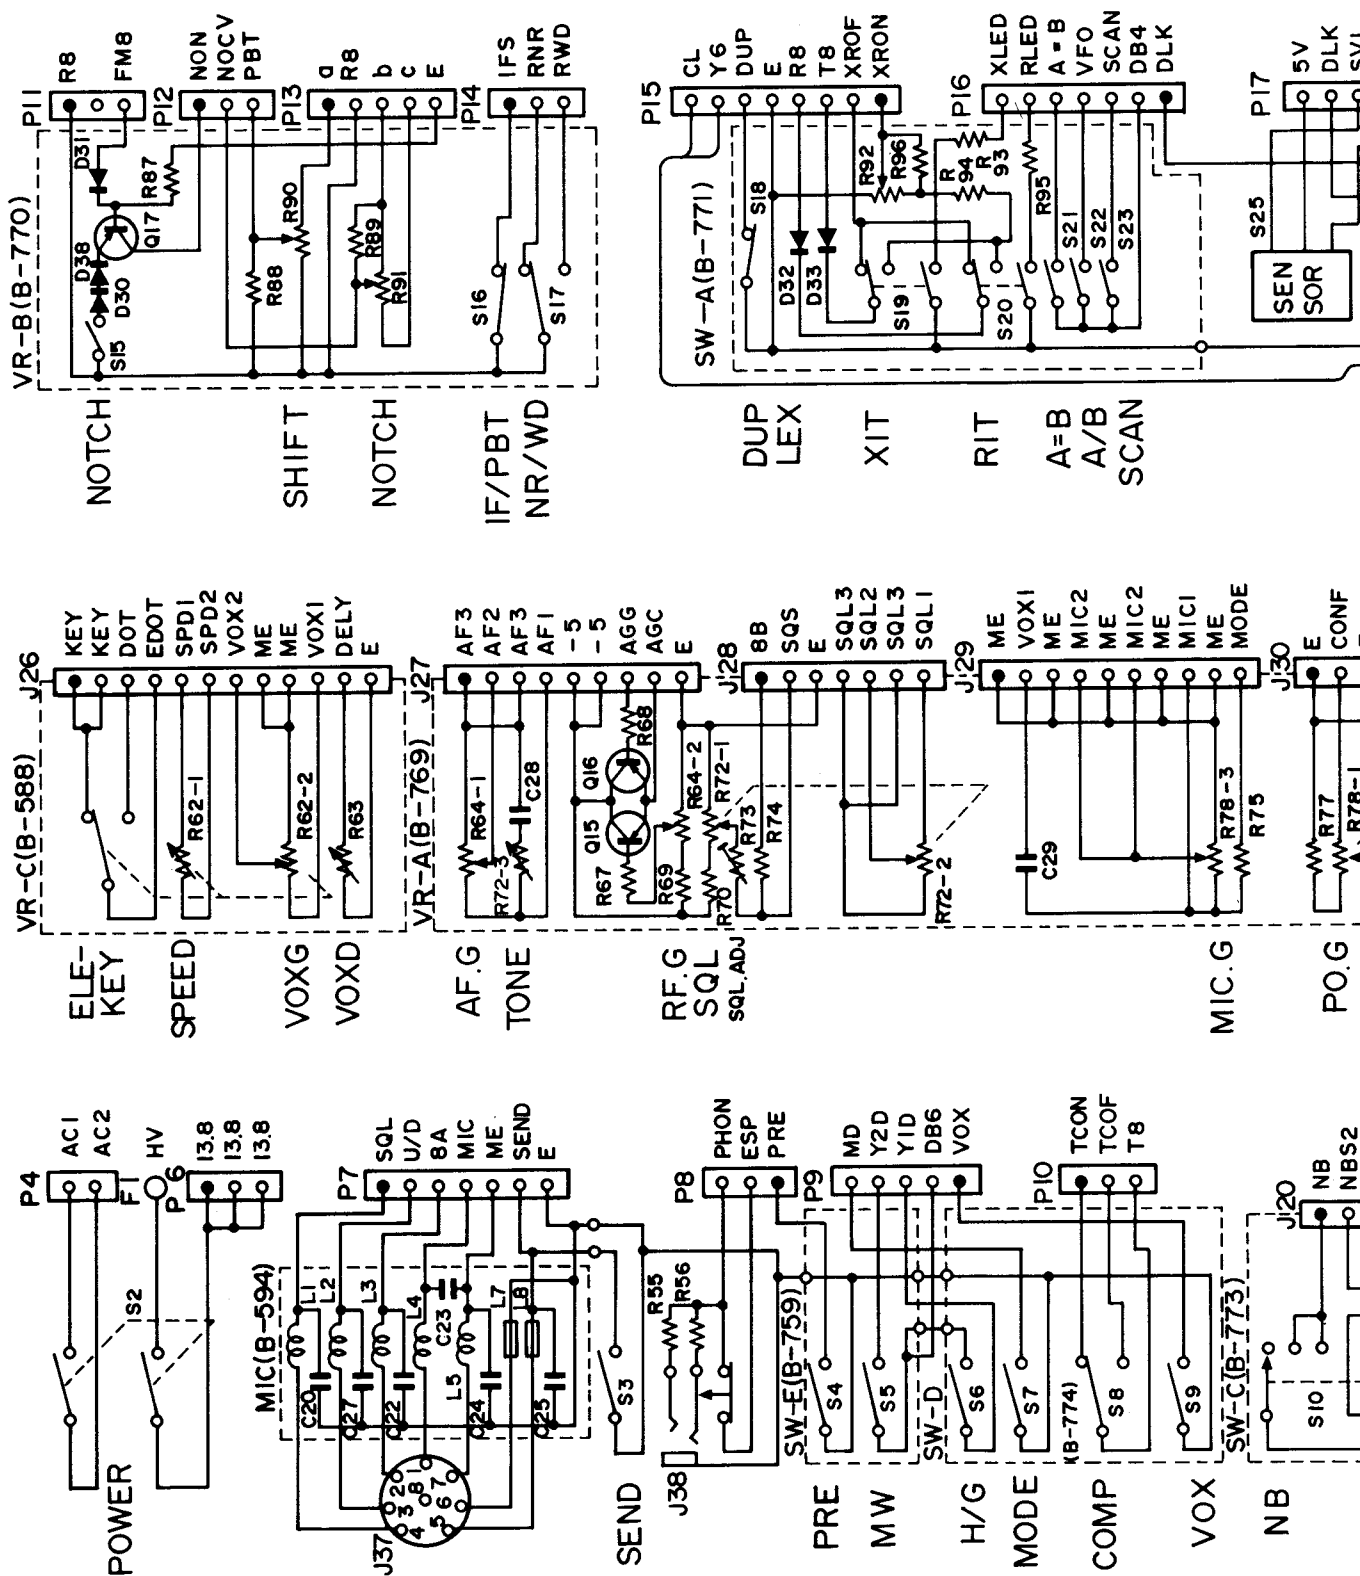 VR-B(B-770)
NOTCH
SHIFT
NOTCH
IF/PBT
NR/WD
P11
R8
FM8
P12
NON
NOCV
PBT
P13
a
R8
b
c
E
P14
IFS
RNR
RWD
D31
R87
Q17
D38
D30
S15
R90
R88
R89
R91
S16
S17
P15
CL
Y6
DUP
E
R8
T8
XROF
XRON
P16
XLED
RLED
A=B
VFO
SCAN
DB4
DLK
P17
5V
DLK
SW-A(B-771)
S18
D32
D33
R92
R96
R
94
R
93
R95
S19
S20
S21
S22
S23
S25
SEN
SOR
DUP
LEX
XIT
RIT
A=B
A/B
SCAN
VR-C(B-588)
J26
KEY
KEY
DOT
EDOT
SPD1
SPD2
VOX2
ME
ME
VOX1
DELY
E
R62-1
R62-2
R63
ELE-
KEY
SPEED
VOXG
VOXD
VR-A(B-769)
J27
AF3
AF2
AF3
AF1
-5
-5
AGG
AGC
E
J28
8B
SQS
E
SQL3
SQL2
SQL3
SQL1
J29
ME
VOX1
ME
MIC2
ME
MIC2
ME
MIC1
ME
MODE
J30
E
CONF
R64-1
C28
R72-3
Q16
Q15
R68
R67
R69
R64-2
R72-1
R70
R73
R74
R72-2
C29
R78-3
R75
R77
R78-1
AF.G
TONE
RF.G
SQL
SQL.ADJ
MIC.G
PO.G
P4
AC1
AC2
F1
HV
P6
13.8
13.8
13.8
S2
POWER
P7
SQL
U/D
8A
MIC
ME
SEND
E
MIC(B-594)
L1
L2
L3
L4
C23
L5
L7
L8
C20
C27
C22
C24
C25
J37
1
2
3
4
5
6
7
8
S3
SEND
P8
PHON
ESP
PRE
R55
R56
J38
P9
MD
Y2D
Y1D
DB6
VOX
SW-E(B-759)
S4
S5
SW-D
(B-774)
S6
S7
S8
S9
P10
TCON
TCOF
T8
PRE
MW
H/G
MODE
COMP
VOX
SW-C(B-773)
J20
NB
NBS2
S10
NB